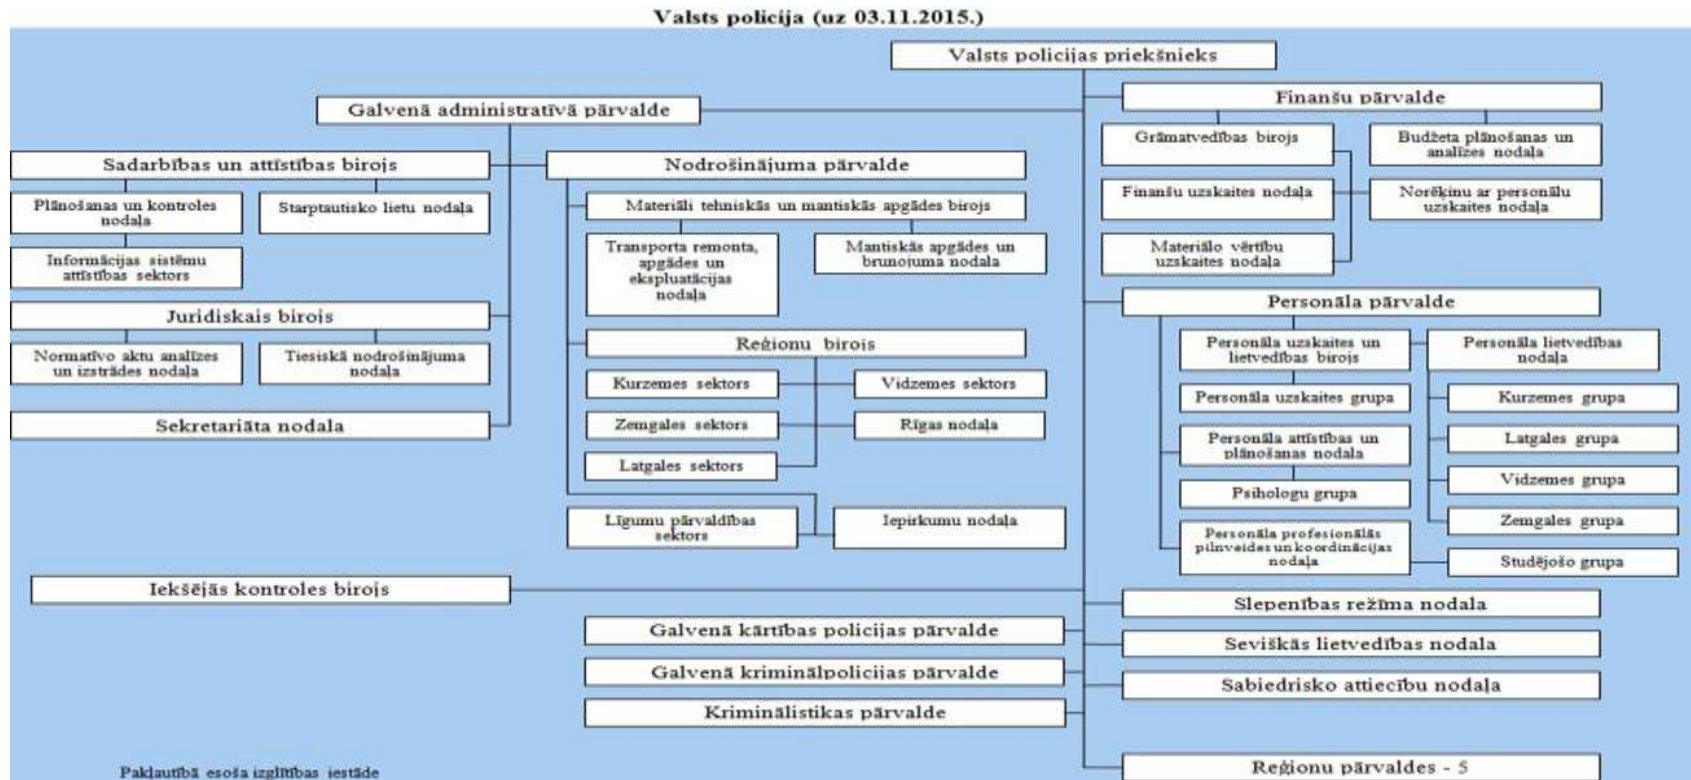 Valsts policija (uz 03.11.2015.)
Valsts policijas priekšnieks
Galvenā administratīvā pārvalde
Finanšu pārvalde
Grāmatvedības birojs
Budžeta plānošanas un
analīzes nodaļa
Finanšu uzskaites nodaļa
Norēķinu ar personālu
uzskaites nodaļa
Materiālo vērtību
uzskaites nodaļa
Sadarbības un attīstības birojs
Plānošanas un kontroles
nodaļa
Starptautisko lietu nodaļa
Informācijas sistēmu
attīstības sektors
Juridiskais birojs
Normatīvo aktu analīzes
un izstrādes nodaļa
Tiesiskā nodrošinājuma
nodaļa
Sekretariāta nodaļa
Nodrošinājuma pārvalde
Materiāli tehniskās un mantiskās apgādes birojs
Transporta remonta,
apgādes un
ekspluatācijas
nodaļa
Mantiskās apgādes un
bruņojuma nodaļa
Reģionu birojs
Kurzemes sektors
Vidzemes sektors
Zemgales sektors
Rīgas nodaļa
Latgales sektors
Līgumu pārvaldības
sektors
Iepirkumu nodaļa
Personāla pārvalde
Personāla uzskaites un
lietvedības birojs
Personāla lietvedības
nodaļa
Personāla uzskaites grupa
Kurzemes grupa
Personāla attīstības un
plānošanas nodaļa
Latgales grupa
Psihologu grupa
Vidzemes grupa
Personāla profesionālās
pilnveides un koordinācijas
nodaļa
Zemgales grupa
Studējošo grupa
Iekšējās kontroles birojs
Slepenības režīma nodaļa
Galvenā kārtības policijas pārvalde
Sevišķās lietvedības nodaļa
Galvenā kriminālpolicijas pārvalde
Sabiedrisko attiecību nodaļa
Kriminālistikas pārvalde
Reģionu pārvaldes - 5
Pakļautībā esoša izglītības iestāde